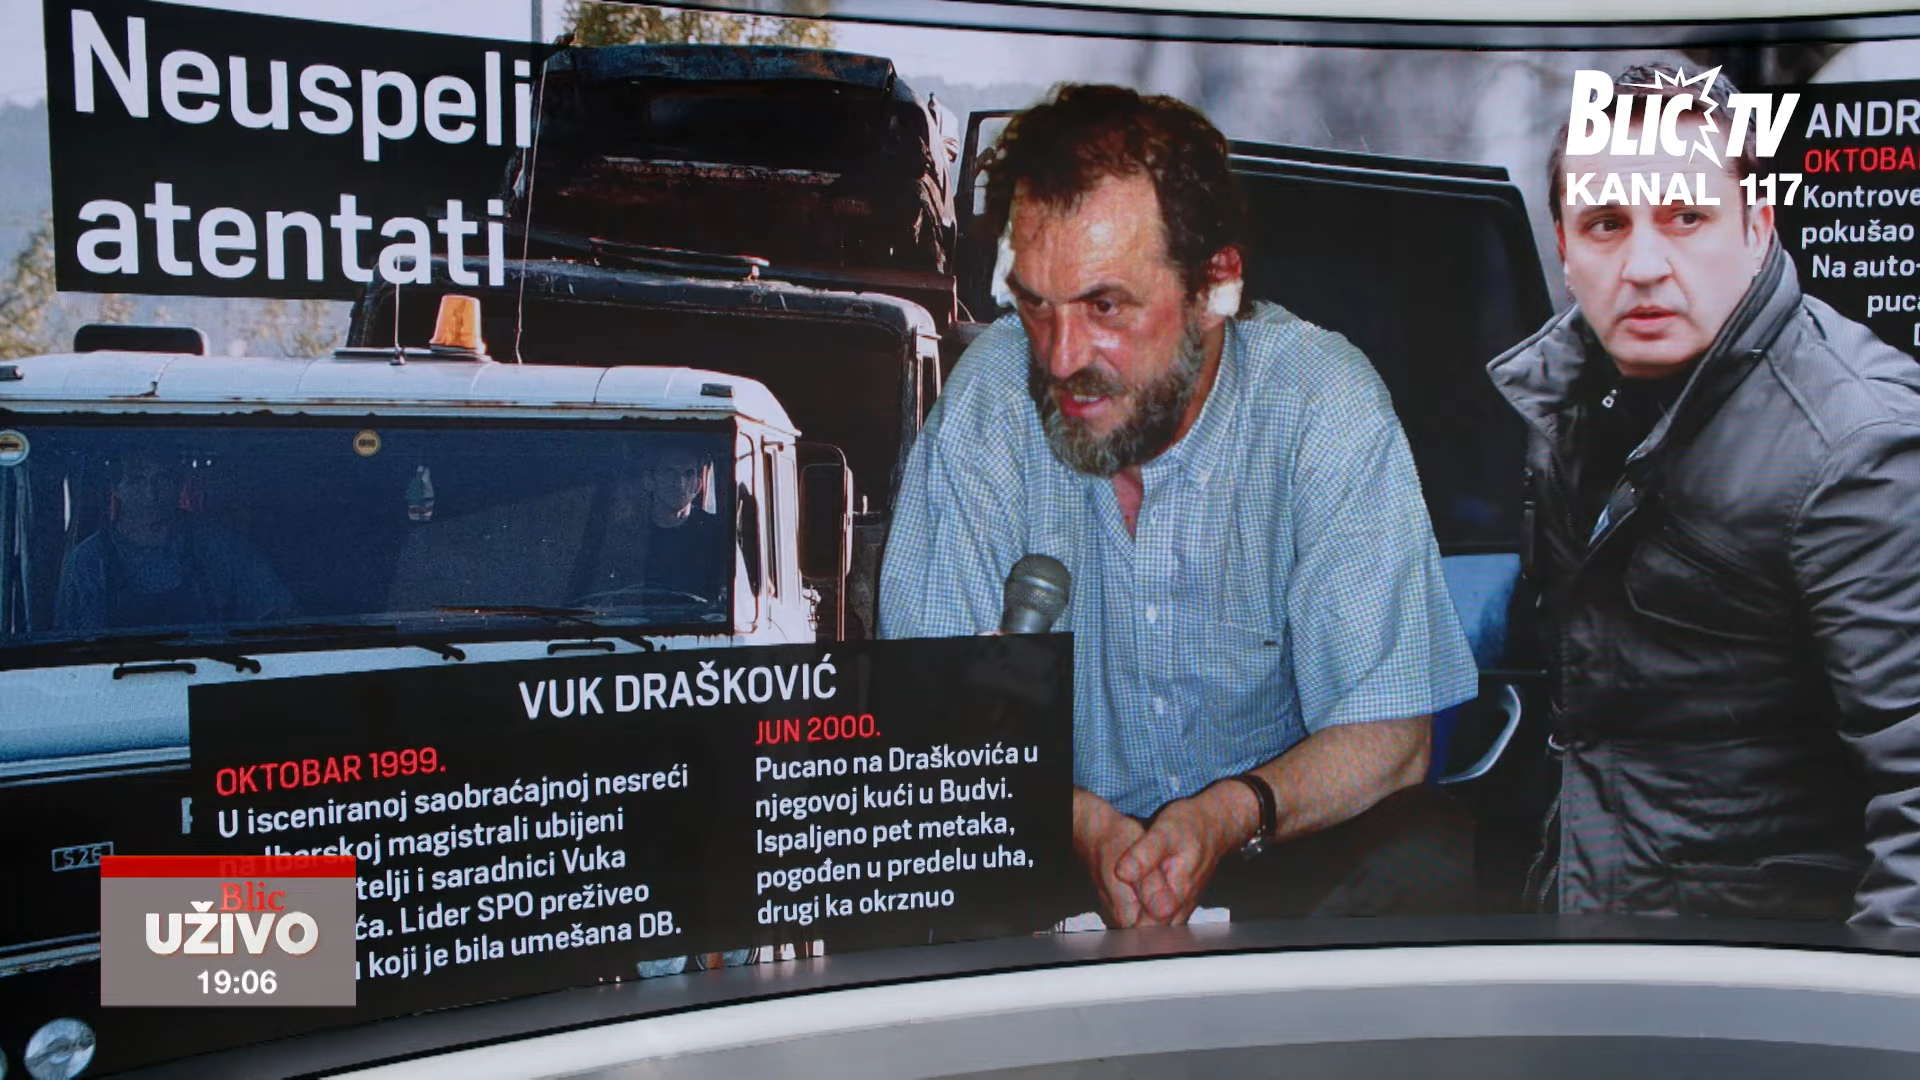 Neuspeli
atentati
BLIC TV
KANAL 117
ANDR
OKTOBA
Kontrove
pokušao
Na auto-
puca
VUK DRAŠKOVIĆ
OKTOBAR 1999.
U isceniranoj saobraćajnoj nesreći
na Ibarskoj magistrali ubijeni
telji i saradnici Vuka
ća. Lider SPO preživeo
koji je bila umešana DB.
JUN 2000.
Pucano na Draškovića u
njegovoj kući u Budvi.
Ispaljeno pet metaka,
pogođen u predelu uha,
drugi ka okrznuo
Blic
UŽIVO
19:06